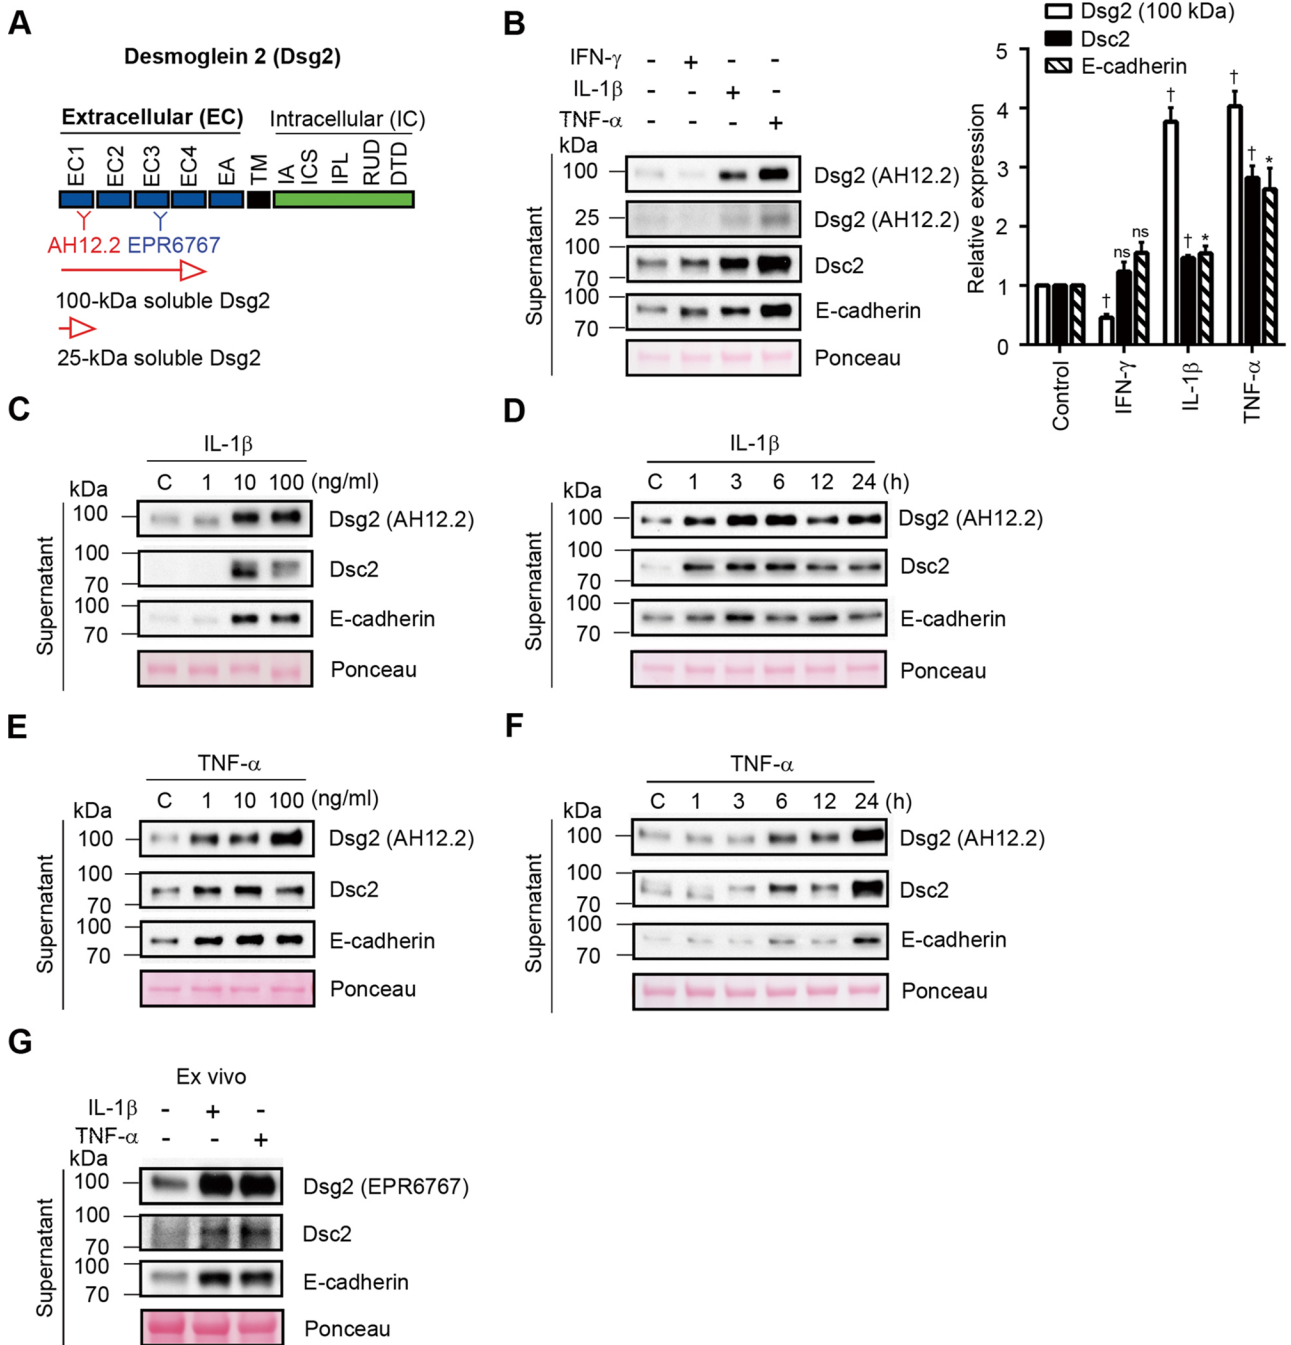 A
Desmoglein 2 (Dsg2)
Extracellular (EC)
Intracellular (IC)
EC1 EC2 EC3 EC4 EA TM IA ICS IPL RUD DTD
AH12.2 EPR6767
100-kDa soluble Dsg2
25-kDa soluble Dsg2
B
IFN-γ - + - -
IL-1β - - + -
TNF-α - - - +
kDa
Supernatant
100 Dsg2 (AH12.2)
25 Dsg2 (AH12.2)
100
70 Dsc2
100
70 E-cadherin
Ponceau
Dsg2 (100 kDa)
Dsc2
E-cadherin
Relative expression
5
4
3
2
1
0
† ns ns
† † *
† † *
Control IFN-γ IL-1β TNF-α
C
IL-1β
C 1 10 100 (ng/ml)
kDa
Supernatant
100 Dsg2 (AH12.2)
100
70 Dsc2
100
70 E-cadherin
Ponceau
D
IL-1β
C 1 3 6 12 24 (h)
kDa
Supernatant
100 Dsg2 (AH12.2)
100
70 Dsc2
100
70 E-cadherin
Ponceau
E
TNF-α
C 1 10 100 (ng/ml)
kDa
Supernatant
100 Dsg2 (AH12.2)
100
70 Dsc2
100
70 E-cadherin
Ponceau
F
TNF-α
C 1 3 6 12 24 (h)
kDa
Supernatant
100 Dsg2 (AH12.2)
100
70 Dsc2
100
70 E-cadherin
Ponceau
G
Ex vivo
IL-1β - + -
TNF-α - - +
kDa
Supernatant
100 Dsg2 (EPR6767)
100
70 Dsc2
100
70 E-cadherin
Ponceau